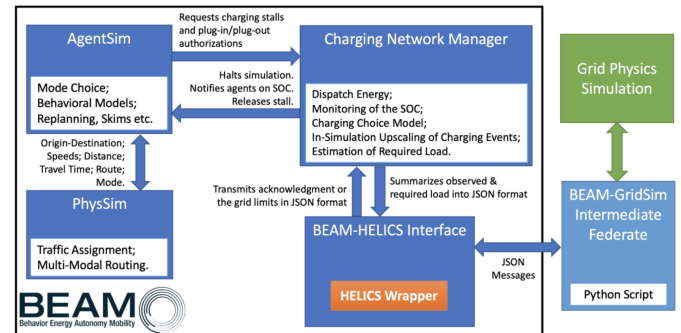 Requests charging stalls
and plug-in/plug-out
authorizations
AgentSim
Mode Choice;
Behavioral Models;
Replanning, Skims etc.
Halts simulation.
Notifies agents on SOC.
Releases stall.
Charging Network Manager
Dispatch Energy;
Monitoring of the SOC;
Charging Choice Model;
In-Simulation Upscaling of Charging Events;
Estimation of Required Load.
Grid Physics
Simulation
Origin-Destination;
Speeds; Distance;
Travel Time; Route;
Mode.
PhysSim
Traffic Assignment;
Multi-Modal Routing.
Transmits acknowledgment or
the grid limits in JSON format
Summarizes observed &
required load into JSON format
BEAM-HELICS Interface
HELICS Wrapper
JSON
Messages
BEAM-GridSim
Intermediate
Federate
Python Script
BEAM
Behavior Energy Autonomy Mobility